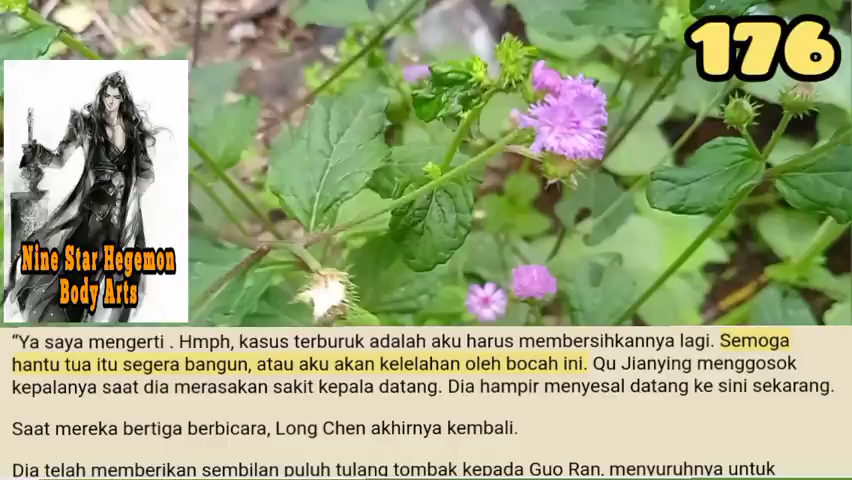 176
Nine Star Hegemon
Body Arts
“Ya saya mengerti . Hmph, kasus terburuk adalah aku harus membersihkannya lagi. Semoga
hantu tua itu segera bangun, atau aku akan kelelahan oleh bocah ini. Qu Jianying menggosok
kepalanya saat dia merasakan sakit kepala datang. Dia hampir menyesal datang ke sini sekarang.
Saat mereka bertiga berbicara, Long Chen akhirnya kembali.
Dia telah memberikan sembilan puluh tulang tombak kepada Guo Ran, menyuruhnya untuk